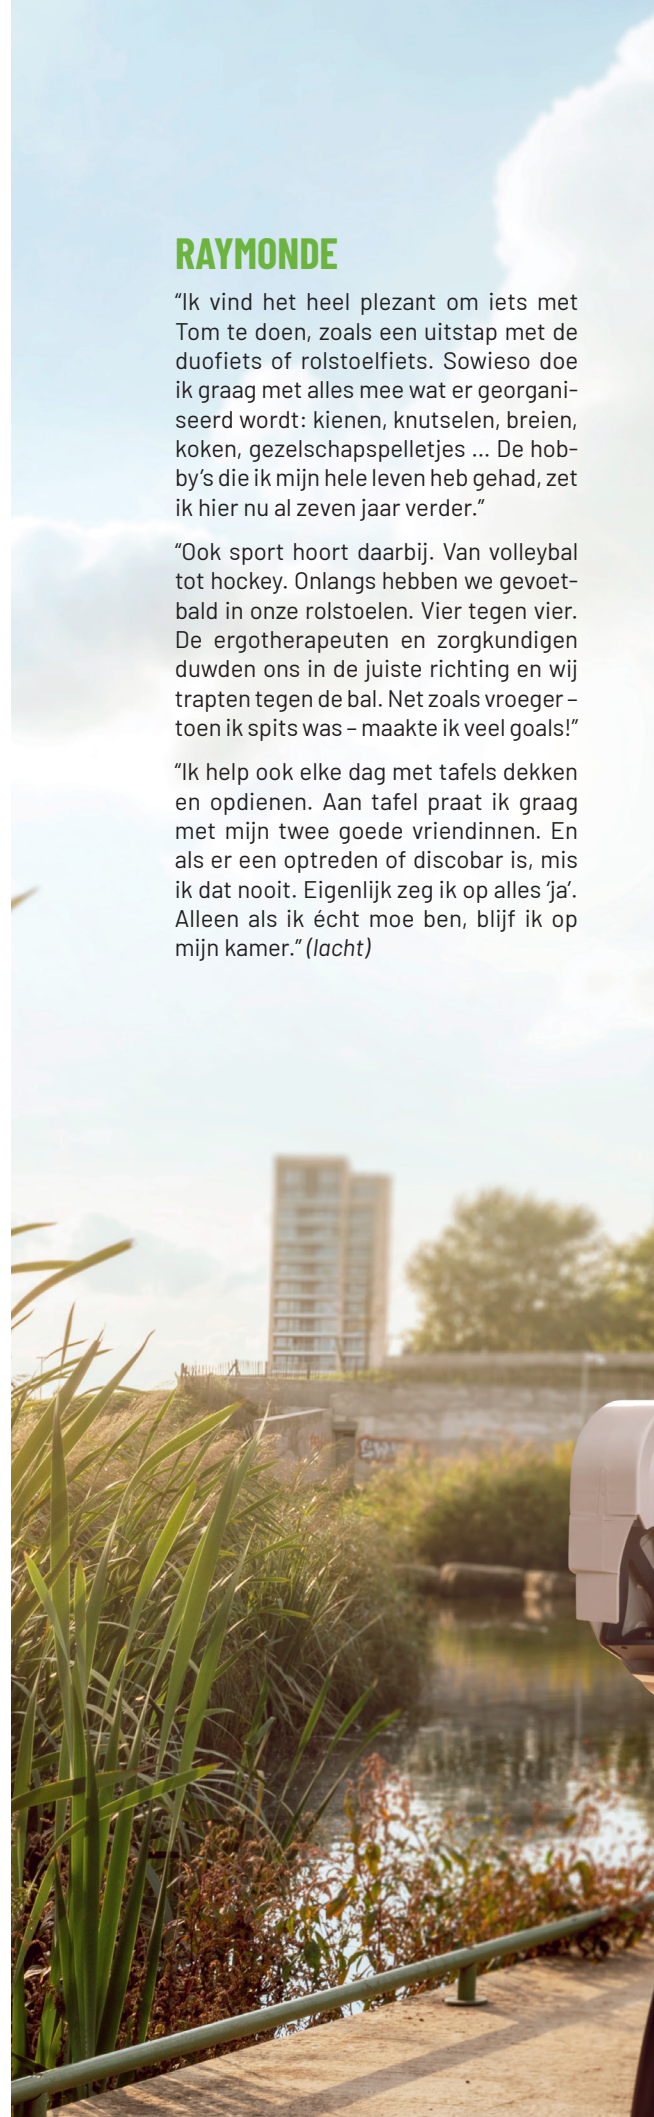 RAYMONDE
“Ik vind het heel plezant om iets met
Tom te doen, zoals een uitstap met de
duofiets of rolstoelfiets. Sowieso doe
ik graag met alles mee wat er georgani-
seerd wordt: kienen, knutselen, breien,
koken, gezelschapspelletjes ... De hob-
by’s die ik mijn hele leven heb gehad, zet
ik hier nu al zeven jaar verder.”
“Ook sport hoort daarbij. Van volleybal
tot hockey. Onlangs hebben we gevoet-
bald in onze rolstoelen. Vier tegen vier.
De ergotherapeuten en zorgkundigen
duwden ons in de juiste richting en wij
trapten tegen de bal. Net zoals vroeger –
toen ik spits was – maakte ik veel goals!”
“Ik help ook elke dag met tafels dekken
en opdienen. Aan tafel praat ik graag
met mijn twee goede vriendinnen. En
als er een optreden of discobar is, mis
ik dat nooit. Eigenlijk zeg ik op alles ‘ja’.
Alleen als ik écht moe ben, blijf ik op
mijn kamer.” (lacht)